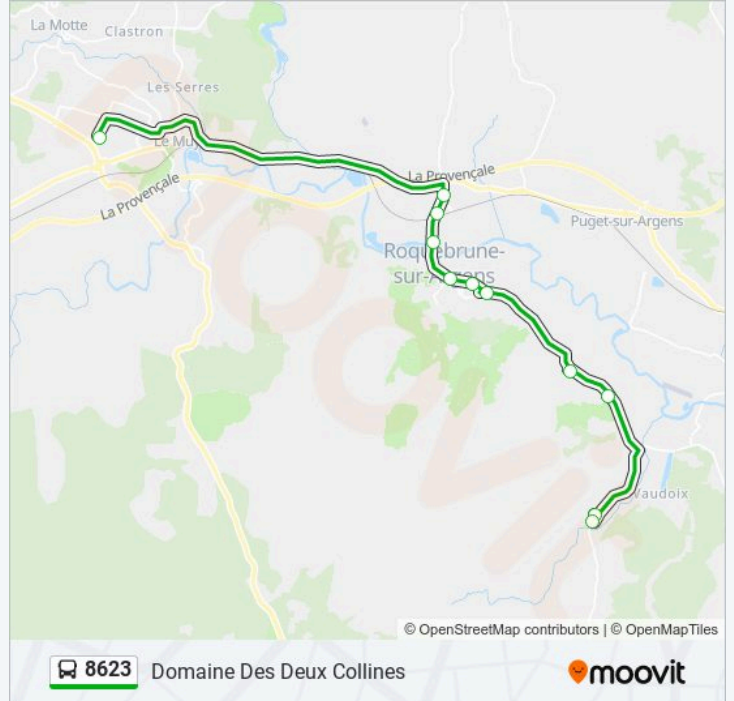 La Motte
Clastron
Les Serres
Le Muy
La Provençale
La Provençale
Puget-sur-Argens
Roquebrune-
sur-Argens
Vaudoix
© OpenStreetMap contributors | © OpenMapTiles
8623 Domaine Des Deux Collines
moovit